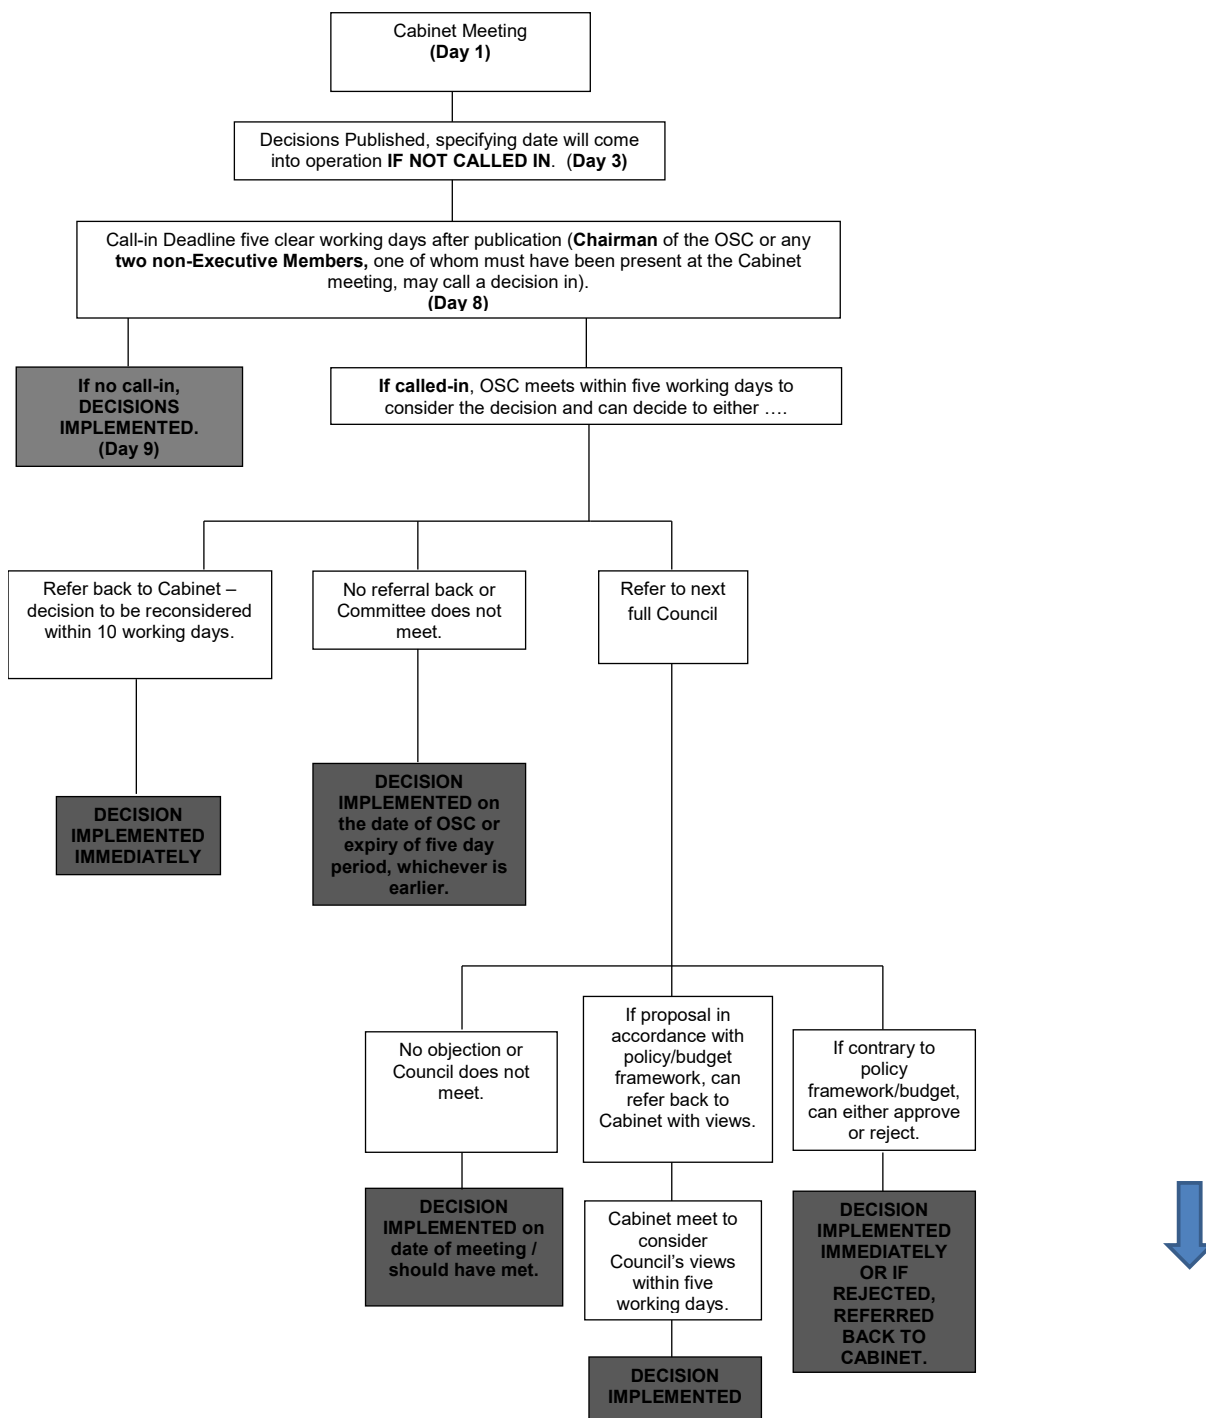 Cabinet Meeting
(Day 1)
Decisions Published, specifying date will come
into operation IF NOT CALLED IN. (Day 3)
Call-in Deadline five clear working days after publication (Chairman of the OSC or any
two non-Executive Members, one of whom must have been present at the Cabinet
meeting, may call a decision in).
(Day 8)
If no call-in,
DECISIONS
IMPLEMENTED.
(Day 9)
If called-in, OSC meets within five working days to
consider the decision and can decide to either ….
Refer back to Cabinet –
decision to be reconsidered
within 10 working days.
No referral back or
Committee does not
meet.
Refer to next
full Council
DECISION
IMPLEMENTED
IMMEDIATELY
DECISION
IMPLEMENTED on
the date of OSC or
expiry of five day
period, whichever is
earlier.
No objection or
Council does not
meet.
If proposal in
accordance with
policy/budget
framework, can
refer back to
Cabinet with views.
If contrary to
policy
framework/budget,
can either approve
or reject.
DECISION
IMPLEMENTED on
date of meeting /
should have met.
Cabinet meet to
consider
Council’s views
within five
working days.
DECISION
IMPLEMENTED
IMMEDIATELY
OR IF
REJECTED,
REFERRED
BACK TO
CABINET.
DECISION
IMPLEMENTED